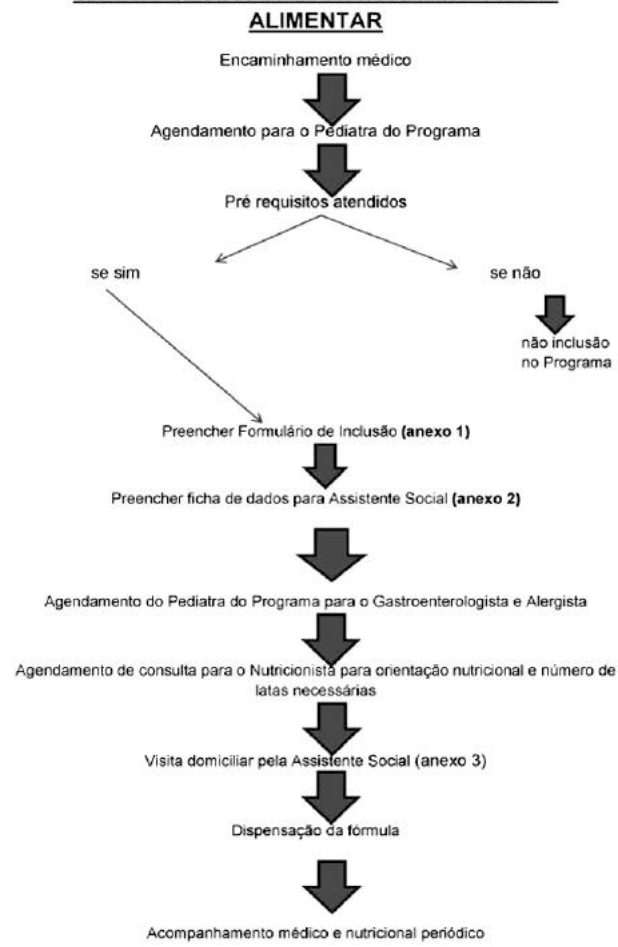 ALIMENTAR
Encaminhamento médico
Agendamento para o Pediatra do Programa
Pré requisitos atendidos
se sim
se não
não inclusão
no Programa
Preencher Formulário de Inclusão (anexo 1)
Preencher ficha de dados para Assistente Social (anexo 2)
Agendamento do Pediatra do Programa para o Gastroenterologista e Alergista
Agendamento de consulta para o Nutricionista para orientação nutricional e número de
latas necessárias
Visita domiciliar pela Assistente Social (anexo 3)
Dispensação da fórmula
Acompanhamento médico e nutricional periódico